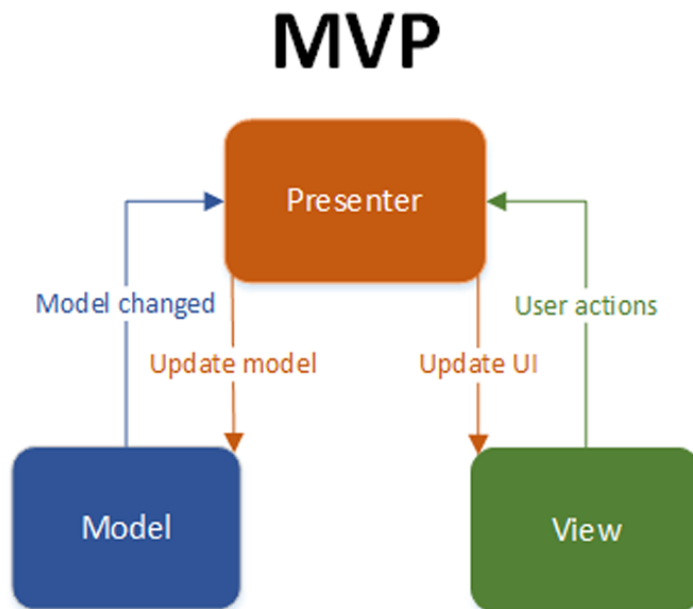 MVP
Presenter
Model changed
User actions
Update model
Update UI
Model
View